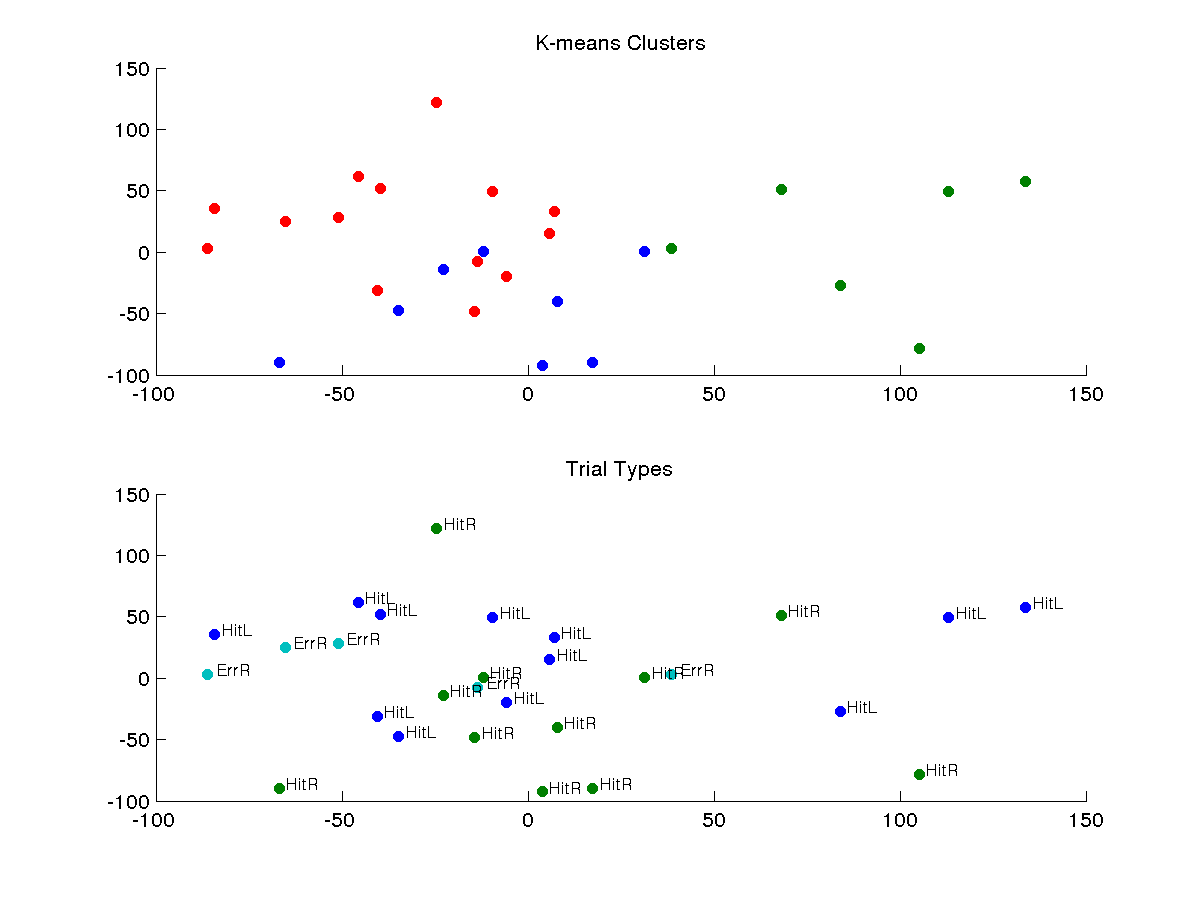 K-means Clusters
150
100
50
0
-50
-100
-100 -50 0 50 100 150
Trial Types
150
HitR
100
HitL
HitL HitL HitR HitL HitL
50
HitL ErrR ErrR HitL
HitL
ErrR HitR HitR ErrR
0
ErrR
HitR HitL HitL
HitL HitR
-50
HitL HitR
HitR HitR HitR HitR
-100
-100 -50 0 50 100 150